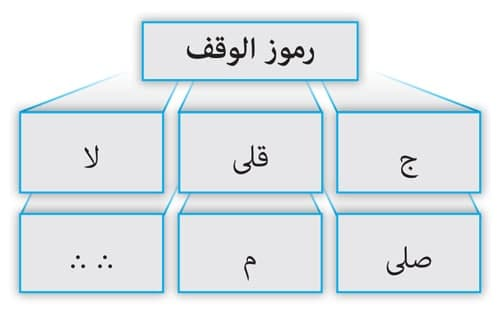 رموز الوقف
ج
قلى
لا
صلى
م
∴ ∴